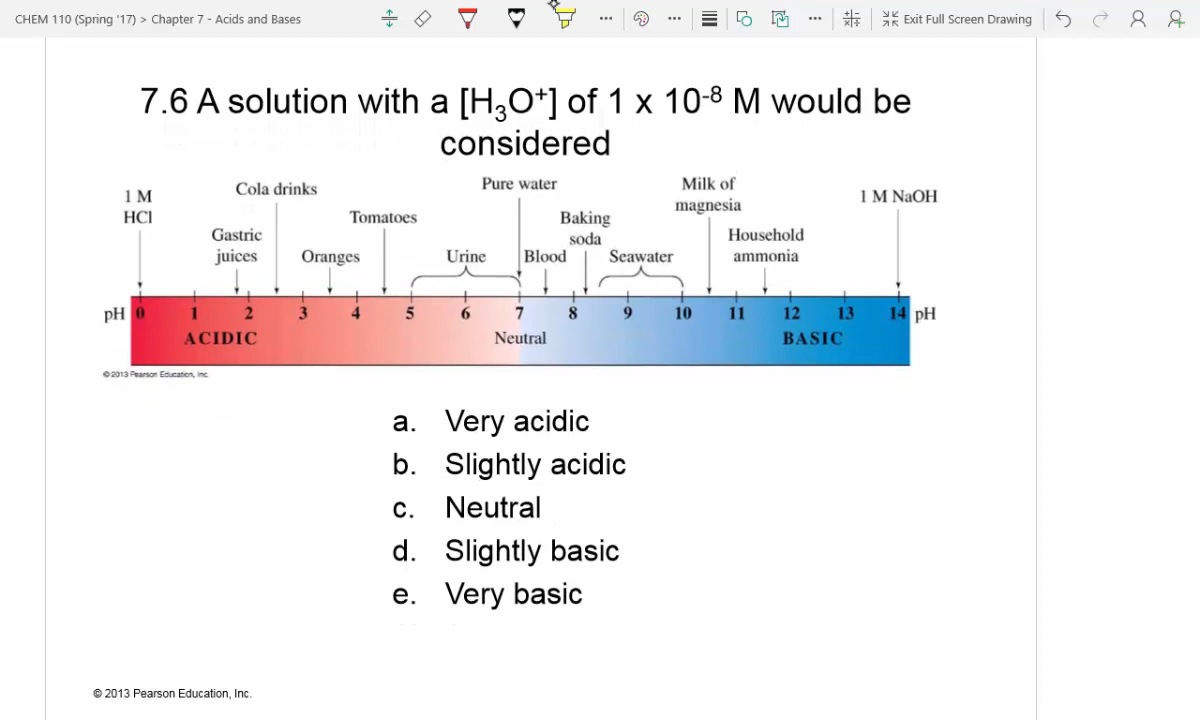 CHEM 110 (Spring '17) > Chapter 7 - Acids and Bases
Exit Full Screen Drawing
7.6 A solution with a [H₃O⁺] of 1 x 10⁻⁸ M would be
considered
1 M
HCl
Gastric
juices
Cola drinks
Oranges
Tomatoes
Urine
Pure water
Blood
Baking
soda
Seawater
Milk of
magnesia
Household
ammonia
1 M NaOH
pH 0 1 2 3 4 5 6 7 8 9 10 11 12 13 14 pH
ACIDIC Neutral BASIC
© 2013 Pearson Education, Inc.
a. Very acidic
b. Slightly acidic
c. Neutral
d. Slightly basic
e. Very basic
© 2013 Pearson Education, Inc.